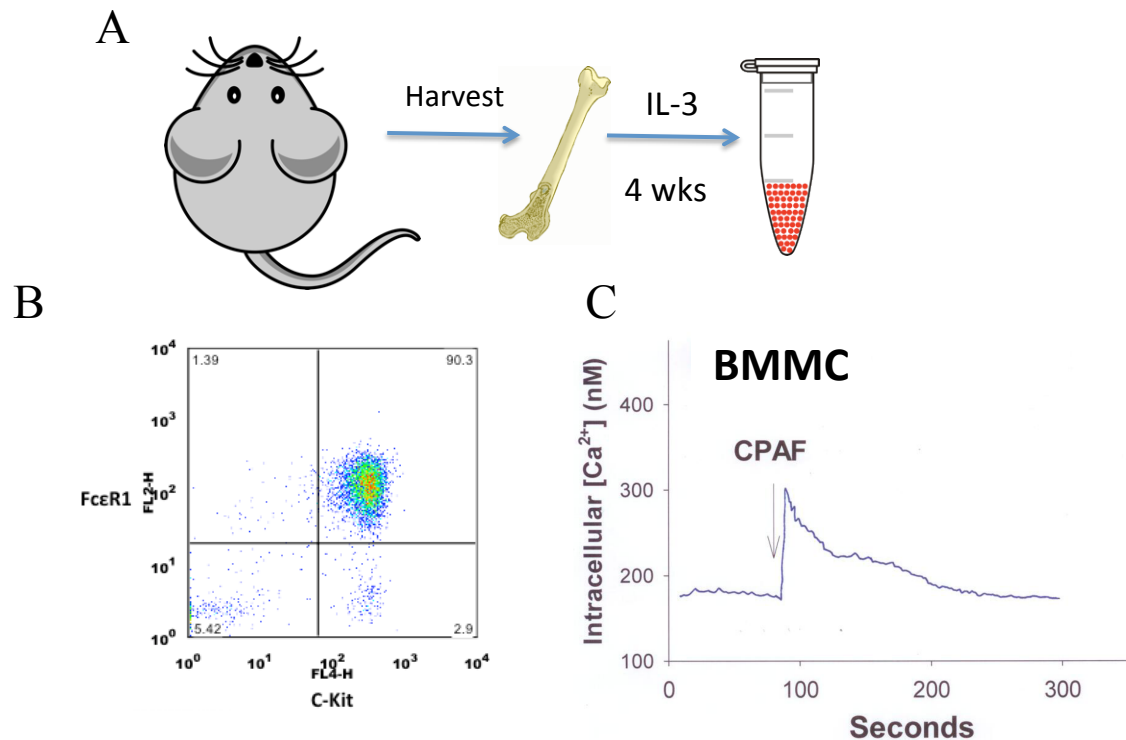 A
Harvest
IL-3
4 wks
B
10⁴
10³
10²
10¹
10⁰
1.39
90.3
5.42
2.9
FcεR1
FL2-H
10⁰ 10¹ 10² 10³ 10⁴
FL4-H
C-Kit
C
BMMC
CPAF
Intracellular [Ca²⁺] (nM)
400
300
200
100
0 100 200 300
Seconds